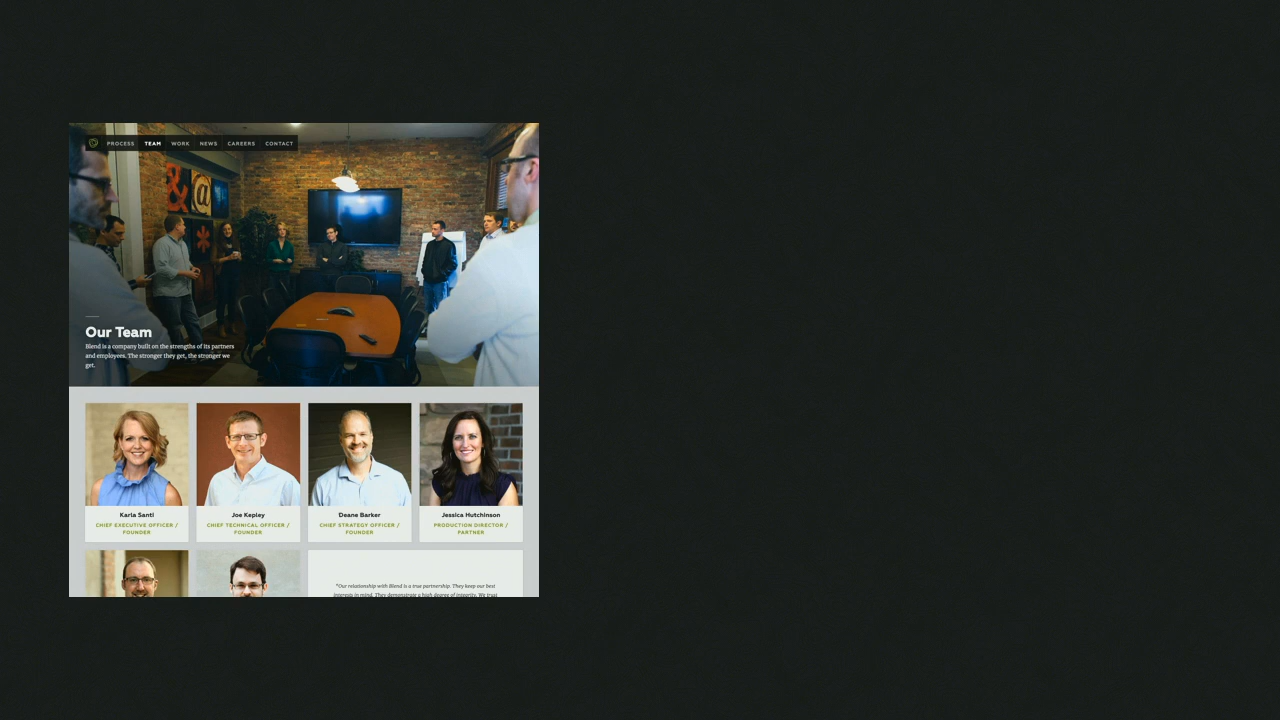 PROCESS TEAM WORK NEWS CAREERS CONTACT
&
@
*
Our Team
Blend is a company built on the strengths of its partners
and employees. The stronger they get, the stronger we
get.
Karla Santi
CHIEF EXECUTIVE OFFICER /
FOUNDER
Joe Kepley
CHIEF TECHNICAL OFFICER /
FOUNDER
Deane Barker
CHIEF STRATEGY OFFICER /
FOUNDER
Jessica Hutchinson
PRODUCTION DIRECTOR /
PARTNER
"Our relationship with Blend is a true partnership. They keep our best
interests in mind. They demonstrate a high degree of integrity. We trust